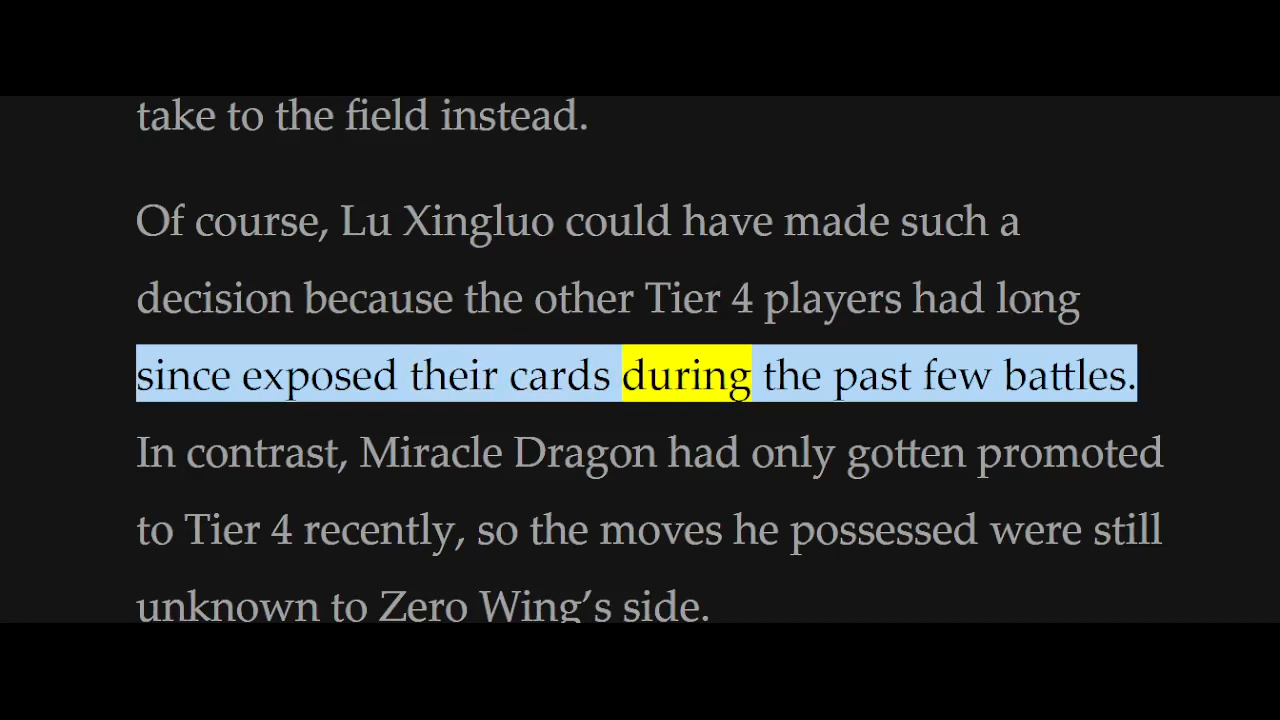 take to the field instead.
Of course, Lu Xingluo could have made such a
decision because the other Tier 4 players had long
since exposed their cards during the past few battles.
In contrast, Miracle Dragon had only gotten promoted
to Tier 4 recently, so the moves he possessed were still
unknown to Zero Wing’s side.